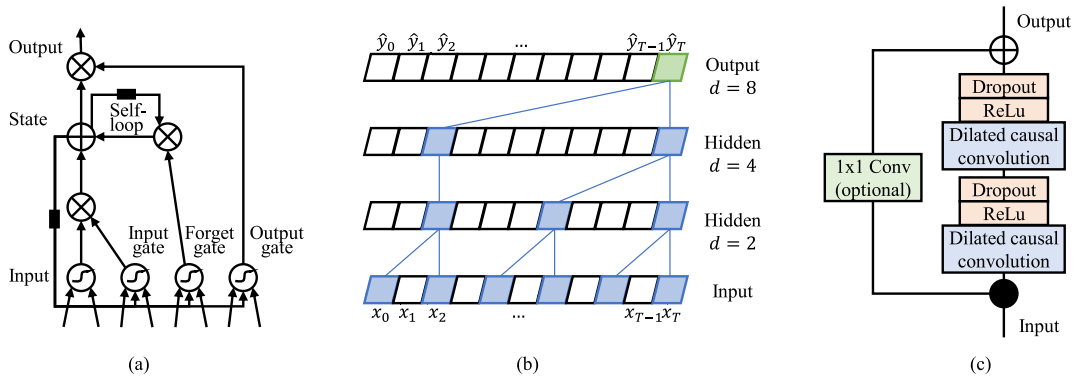 Output
State
Self-
loop
Input
gate
Forget
gate
Output
gate
Input
(a)
ŷ0 ŷ1 ŷ2 ... ŷT−1 ŷT
Output
d = 8
Hidden
d = 4
Hidden
d = 2
Input
x0 x1 x2 ... xT−1 xT
(b)
Output
Dropout
ReLu
Dilated causal
convolution
1x1 Conv
(optional)
Dropout
ReLu
Dilated causal
convolution
Input
(c)